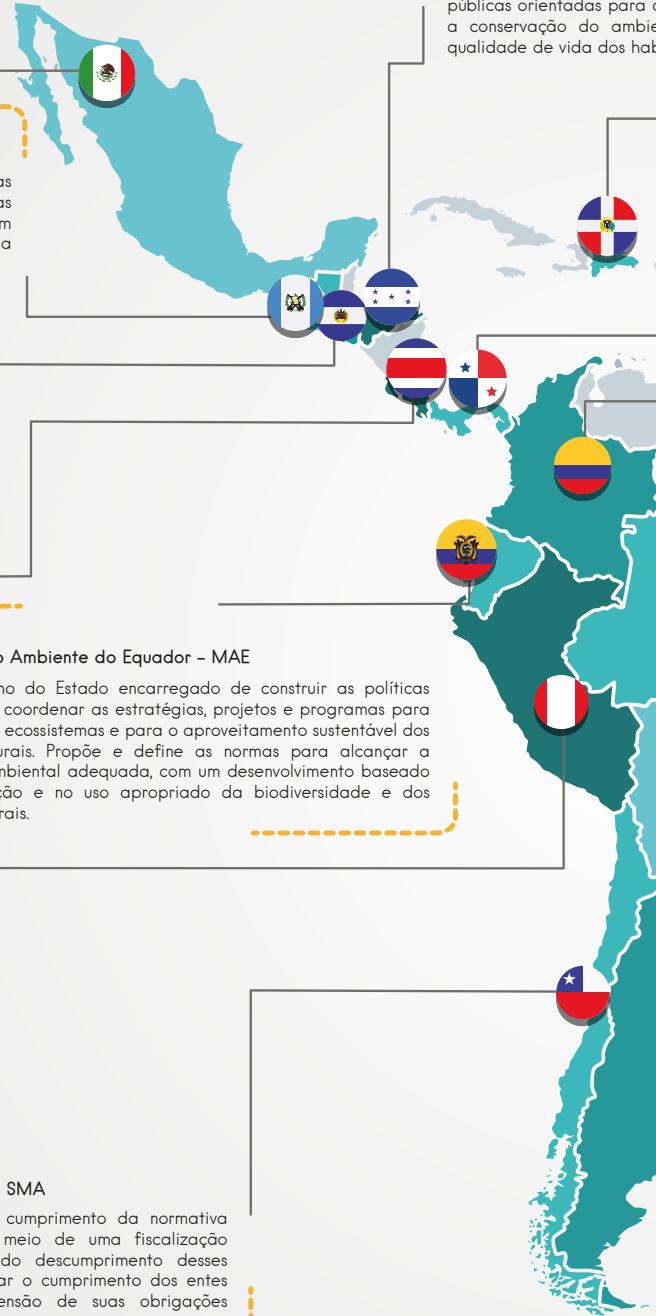 públicas orientadas para
a conservação do
qualidade de vida dos
as
as
m
a
Ambiente do Equador – MAE
do Estado encarregado de construir as políticas
coordenar as estratégias, projetos e programas para
ecossistemas e para o aproveitamento sustentável dos
urais. Propõe e define as normas para alcançar a
mbiental adequada, com um desenvolvimento baseado
ção e no uso apropriado da biodiversidade e dos
rais.
SMA
cumprimento da normativa
meio de uma fiscalização
do descumprimento desses
ar o cumprimento dos entes
ensão de suas obrigações